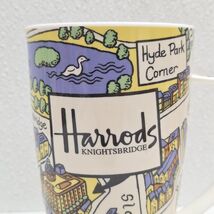 Hyde Park
Corner
Harrods
KNIGHTSBRIDGE